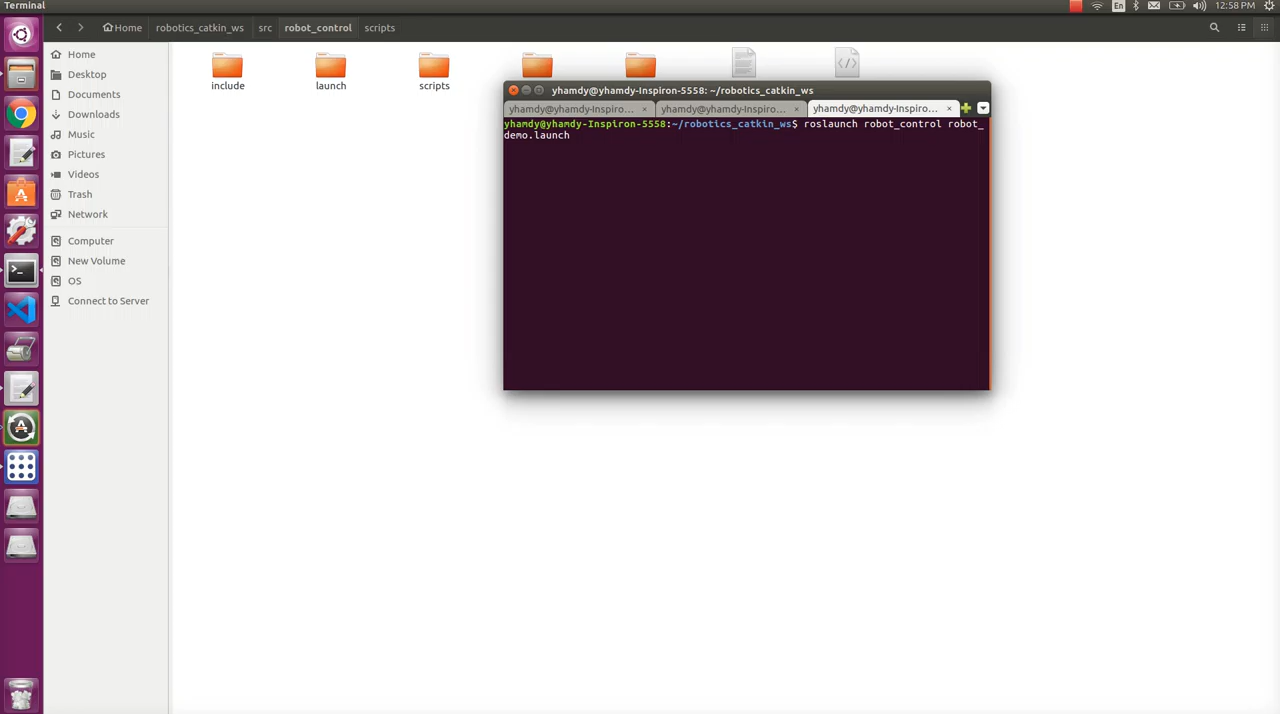 Terminal
En
12:58 PM
Home
robotics_catkin_ws
src
robot_control
scripts
Home
Desktop
Documents
Downloads
Music
Pictures
Videos
Trash
Network
Computer
New Volume
OS
Connect to Server
include
launch
scripts
yhamdy@yhamdy-Inspiron-5558: ~/robotics_catkin_ws
yhamdy@yhamdy-Inspiro... × yhamdy@yhamdy-Inspiro... × yhamdy@yhamdy-Inspiro... ×
yhamdy@yhamdy-Inspiron-5558:~/robotics_catkin_ws$ roslaunch robot_control robot_
demo.launch